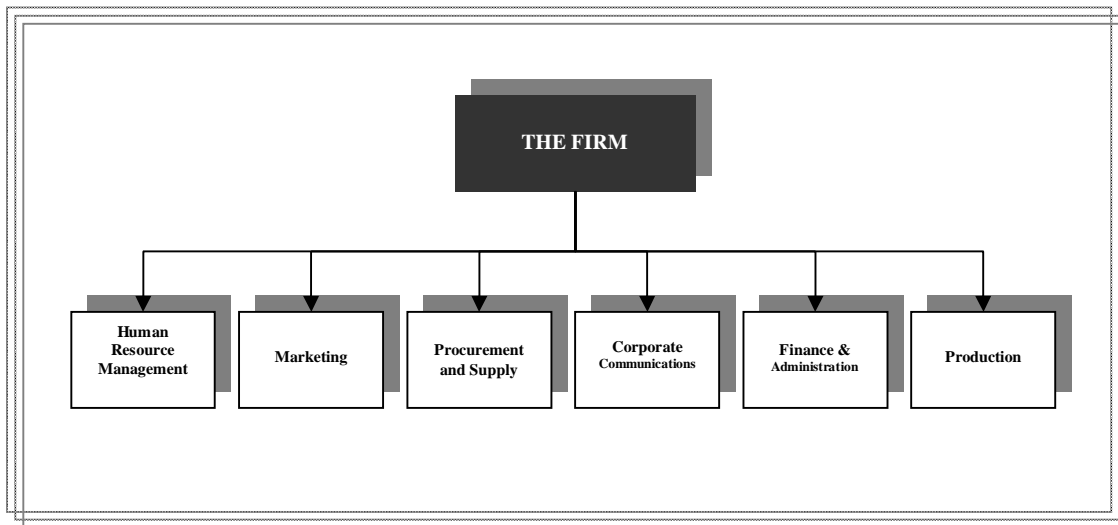 THE FIRM
Human
Resource
Management
Marketing
Procurement
and Supply
Corporate
Communications
Finance &
Administration
Production